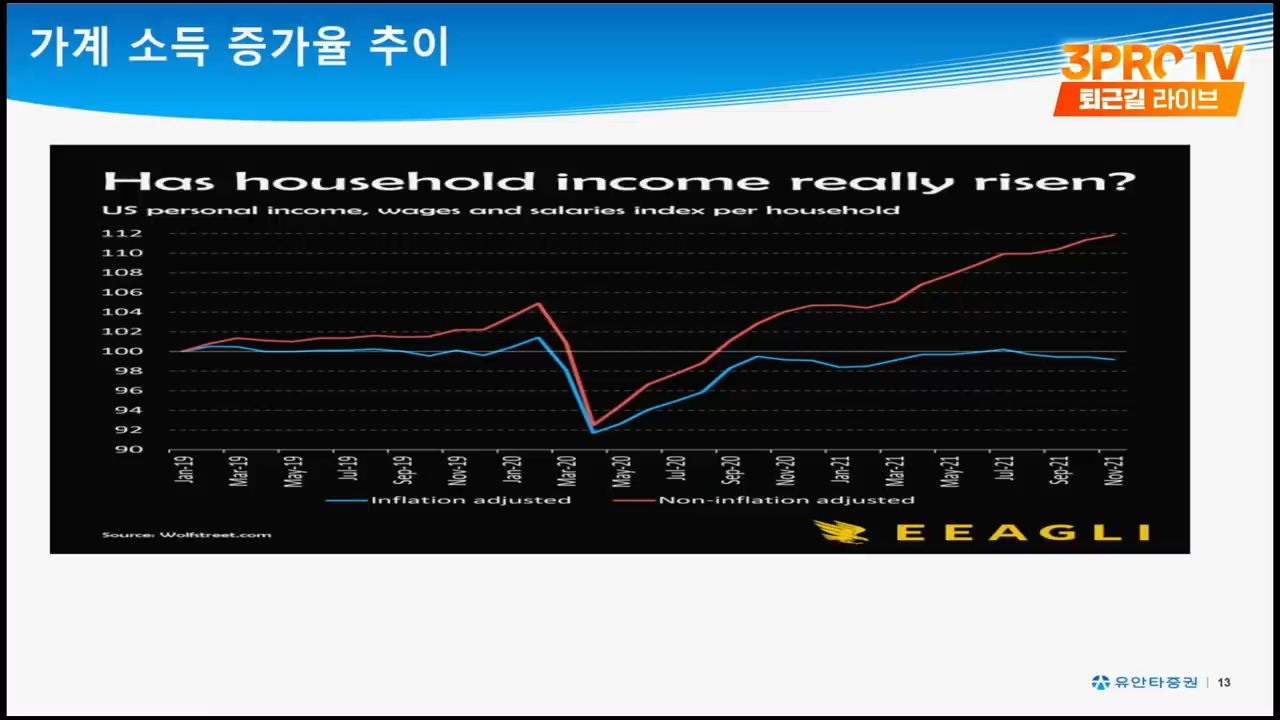 가계 소득 증가율 추이
3PROTV
퇴근길 라이브
Has household income really risen?
US personal income, wages and salaries index per household
112
110
108
106
104
102
100
98
96
94
92
90
Jan-19 Mar-19 May-19 Jul-19 Sep-19 Nov-19 Jan-20 Mar-20 May-20 Jul-20 Sep-20 Nov-20 Jan-21 Mar-21 May-21 Jul-21 Sep-21 Nov-21
Inflation adjusted Non-inflation adjusted
Source: Wolfstreet.com
EEAGLI
유안타증권 | 13